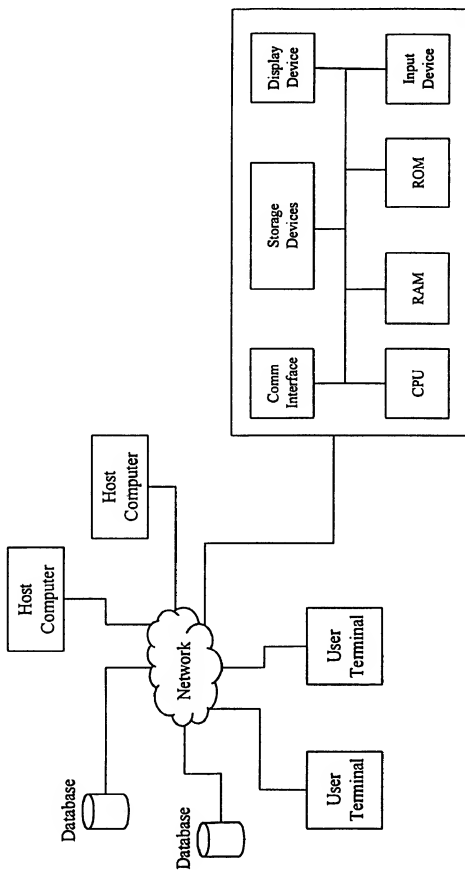 Database
Database
Host
Computer
Host
Computer
Network
User
Terminal
User
Terminal
Comm
Interface
Storage
Devices
Display
Device
CPU
RAM
ROM
Input
Device